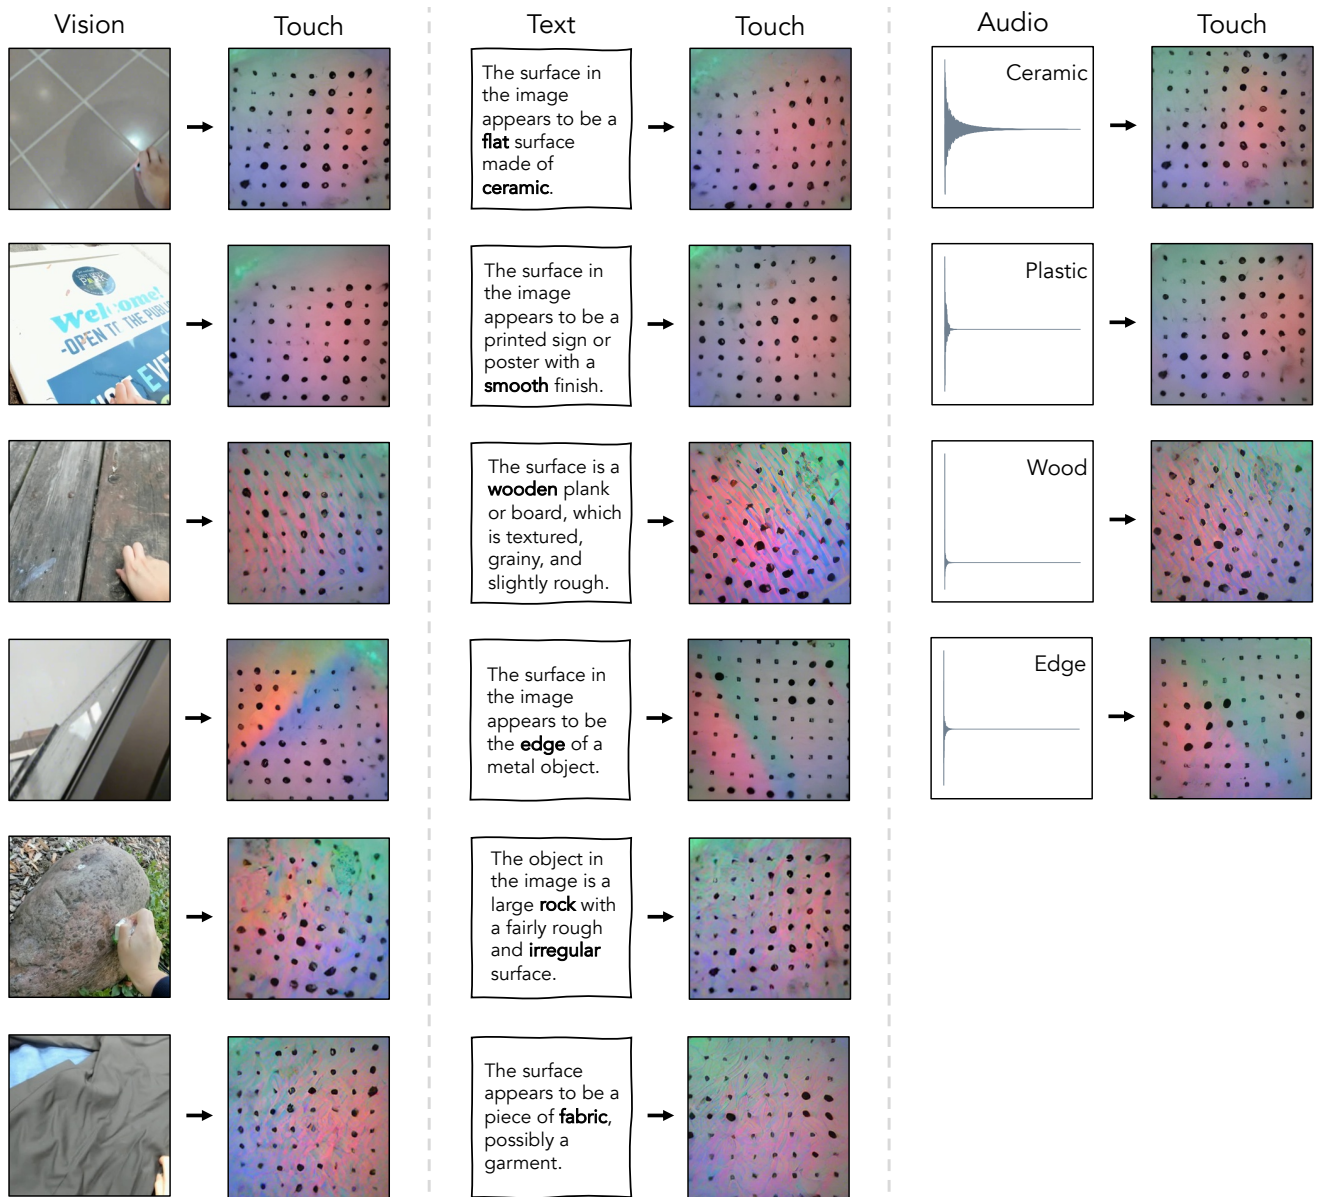 Vision
Touch
Text
Touch
Audio
Touch
The surface in
the image
appears to be a
flat surface
made of
ceramic.
Ceramic
Welcome!
-OPEN TO THE PUBLIC
The surface in
the image
appears to be a
printed sign or
poster with a
smooth finish.
Plastic
The surface is a
wooden plank
or board, which
is textured,
grainy, and
slightly rough.
Wood
The surface in
the image
appears to be
the edge of a
metal object.
Edge
The object in
the image is a
large rock with
a fairly rough
and irregular
surface.
The surface
appears to be a
piece of fabric,
possibly a
garment.